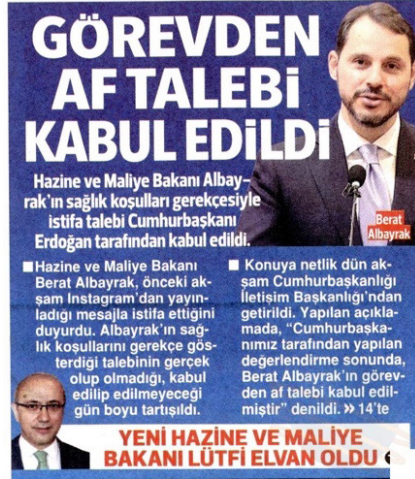 GÖREVDEN
AF TALEBİ
KABUL EDİLDİ
Hazine ve Maliye Bakanı Albay-
rak'ın sağlık koşulları gerekçesiyle
istifa talebi Cumhurbaşkanı
Erdoğan tarafından kabul edildi.
Berat
Albayrak
■ Hazine ve Maliye Bakanı
Berat Albayrak, önceki ak-
şam Instagram'dan yayın-
ladığı mesajla istifa ettiğini
duyurdu. Albayrak'ın sağ-
lık koşullarını gerekçe gös-
terdiği talebinin gerçek
olup olmadığı, kabul
edilip edilmeyeceği
gün boyu tartışıldı.
■ Konuya netlik dün ak-
şam Cumhurbaşkanlığı
İletişim Başkanlığı'ndan
getirildi. Yapılan açıkla-
mada, "Cumhurbaşka-
nımız tarafından yapılan
değerlendirme sonunda,
Berat Albayrak'ın görev-
den af talebi kabul edil-
miştir" denildi. » 14'te
YENİ HAZİNE VE MALİYE
BAKANI LÜTFİ ELVAN OLDU